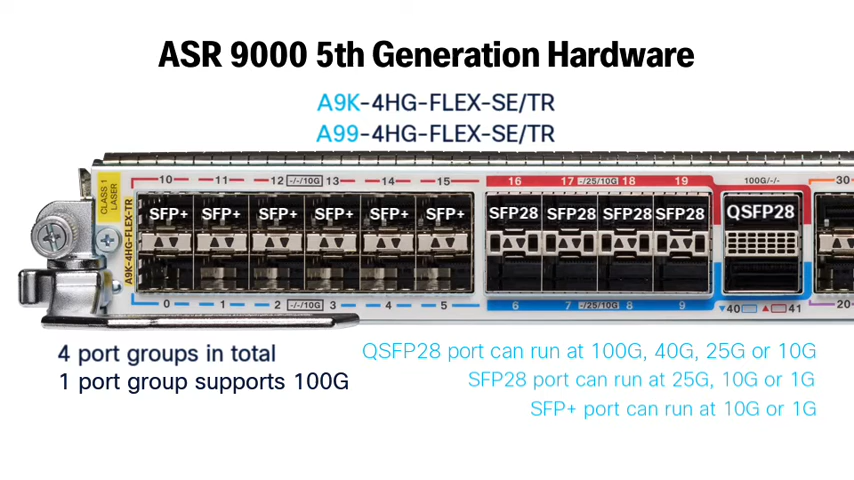 ASR 9000 5th Generation Hardware
A9K-4HG-FLEX-SE/TR
A99-4HG-FLEX-SE/TR
CLASS 1 LASER
A9K-4HG-FLEX-TR
10 11 12 -/-/10G 13 14 15 16 17 -/25/10G 18 19 100G/-/- 30
SFP+ SFP+ SFP+ SFP+ SFP+ SFP+ SFP28 SFP28 SFP28 SFP28 QSFP28
0 1 2 -/-/10G 3 4 5 6 7 -/25/10G 8 9 40 41 20
4 port groups in total
1 port group supports 100G
QSFP28 port can run at 100G, 40G, 25G or 10G
SFP28 port can run at 25G, 10G or 1G
SFP+ port can run at 10G or 1G